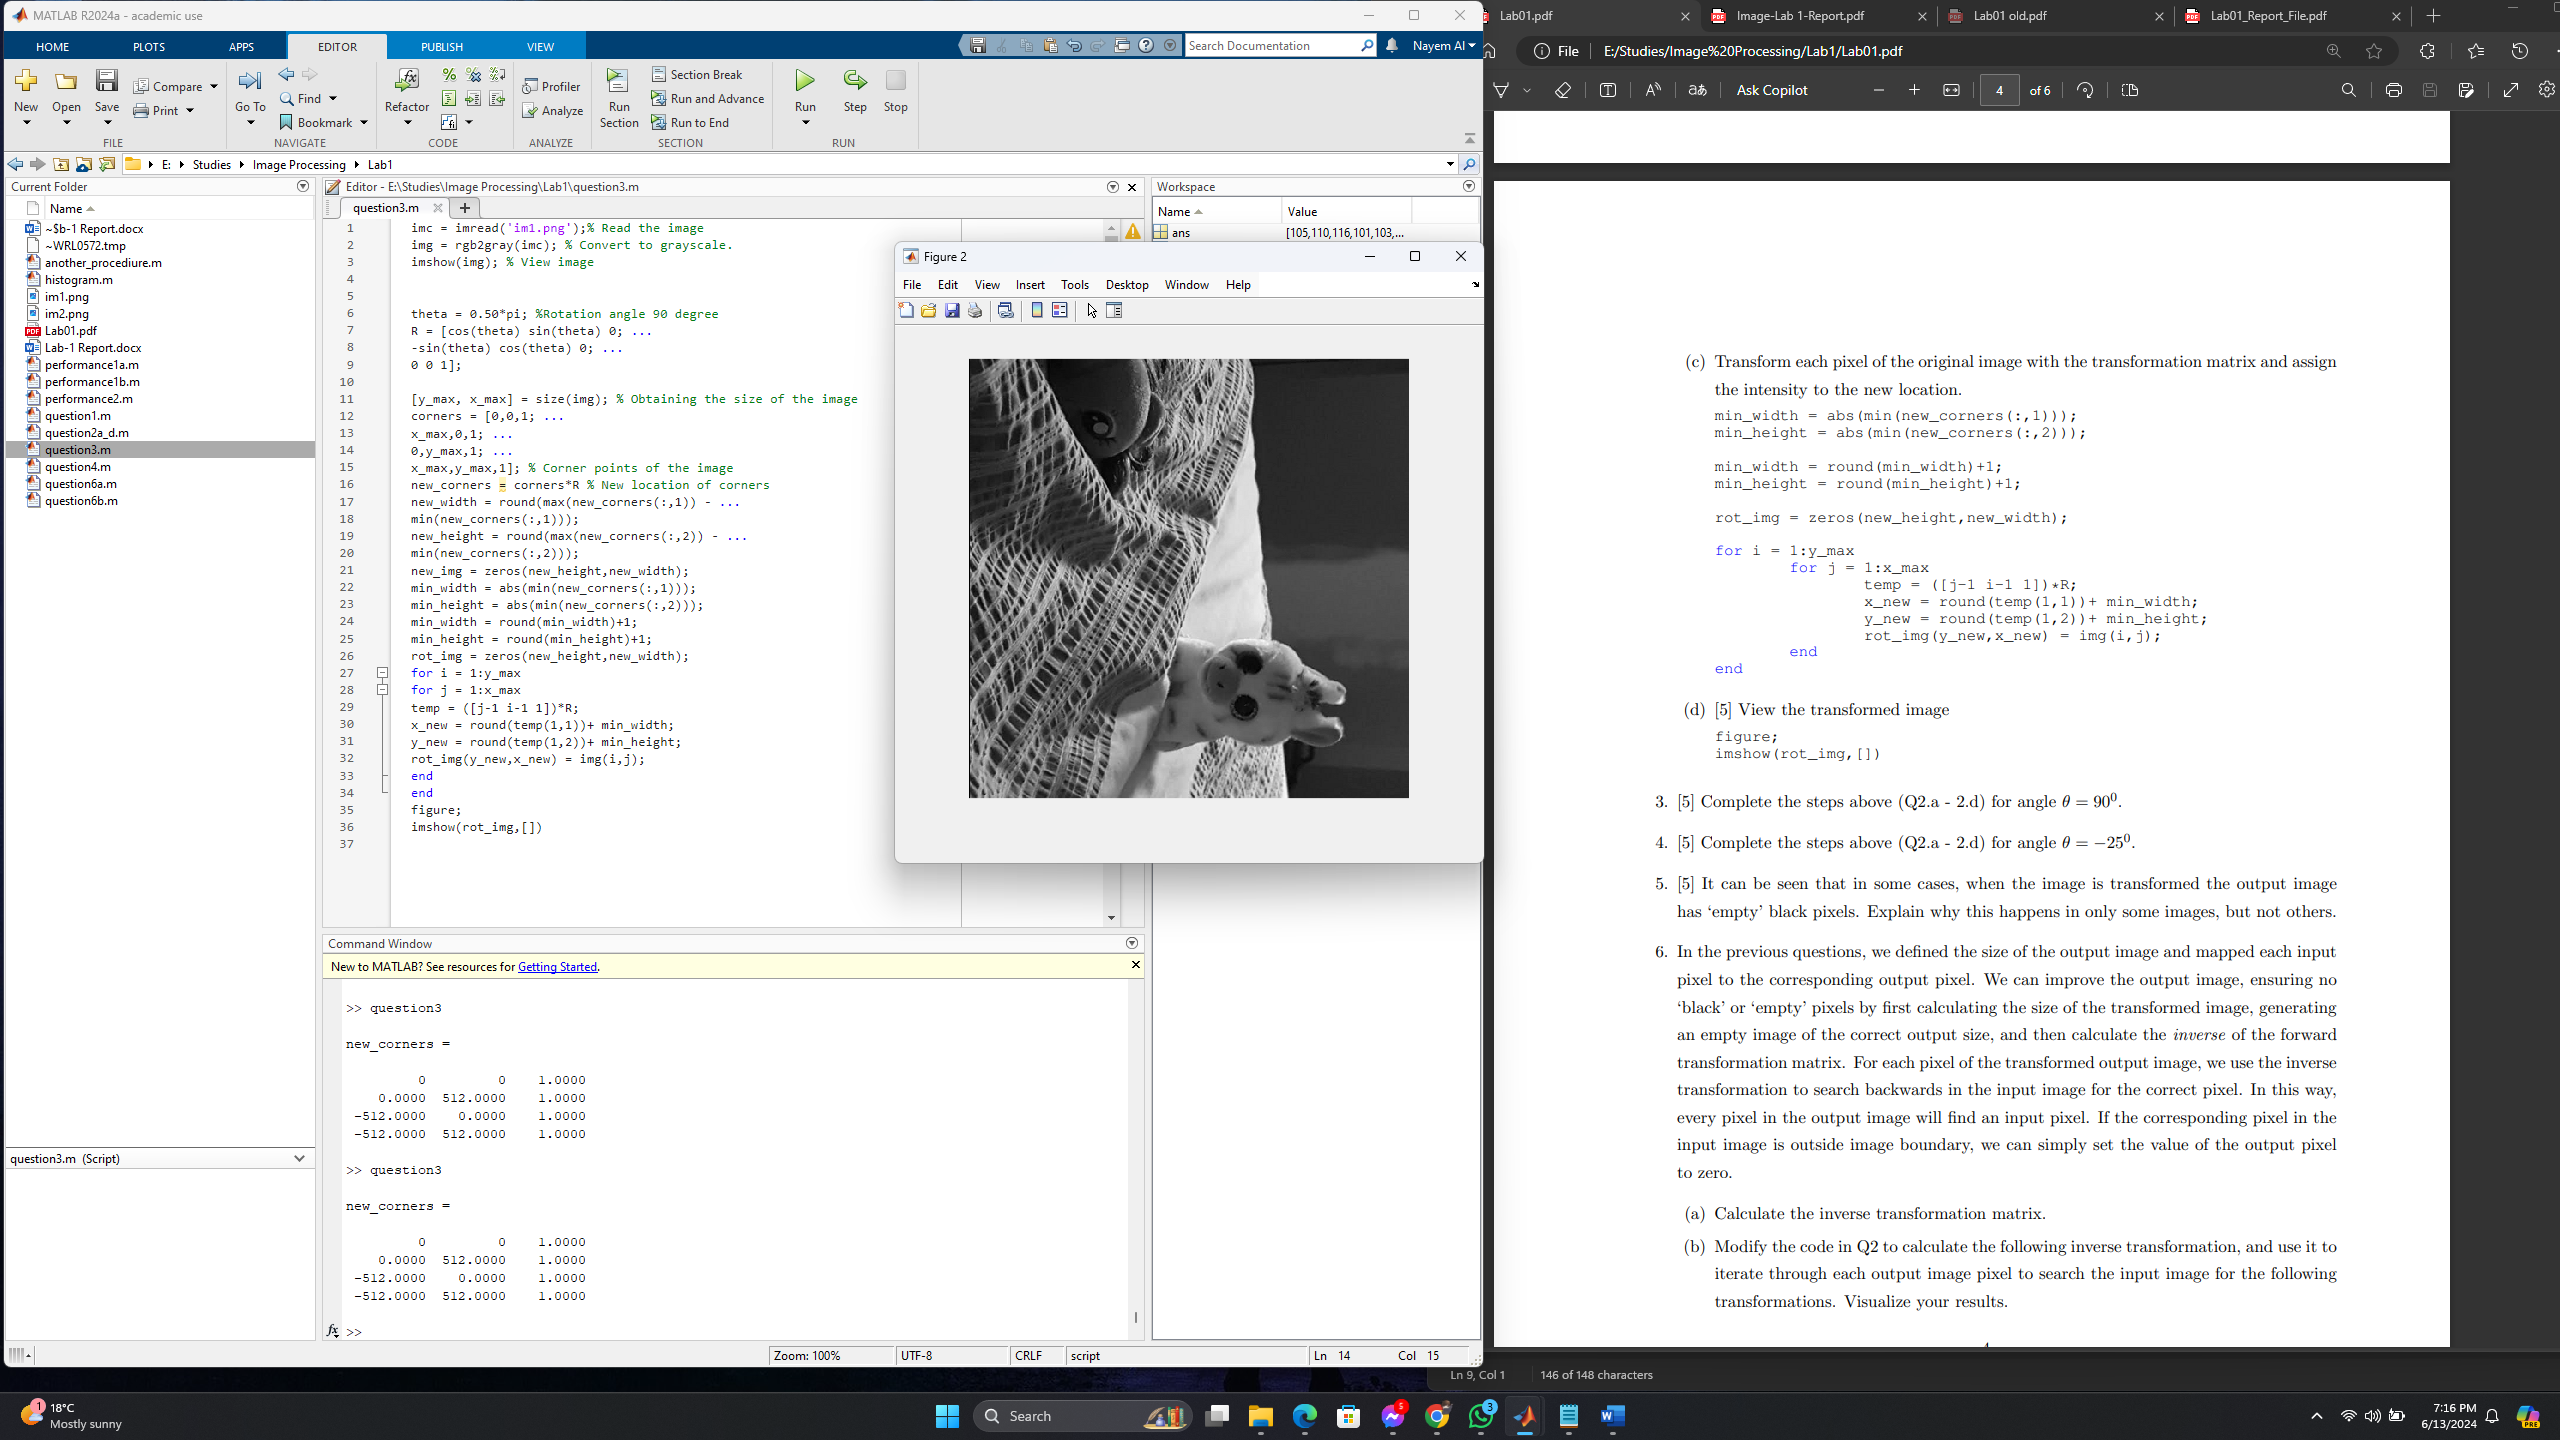 MATLAB R2024a - academic use
HOME PLOTS APPS EDITOR PUBLISH VIEW
Search Documentation
Nayem Al
New Open Save Compare Print
FILE
Go To Find Bookmark
NAVIGATE
Refactor
CODE
Profiler
Analyze
ANALYZE
Run Section
Section Break
Run and Advance
Run to End
SECTION
Run Step Stop
RUN
E: Studies Image Processing Lab1
Current Folder
Name
~$b-1 Report.docx
~WRL0572.tmp
another_procediure.m
histogram.m
im1.png
im2.png
Lab01.pdf
Lab-1 Report.docx
performance1a.m
performance1b.m
performance2.m
question1.m
question2a_d.m
question3.m
question4.m
question6a.m
question6b.m
question3.m (Script)
Editor - E:\Studies\Image Processing\Lab1\question3.m
question3.m
1 imc = imread('im1.png');% Read the image
2 img = rgb2gray(imc); % Convert to grayscale.
3 imshow(img); % View image
4
5
6 theta = 0.50*pi; %Rotation angle 90 degree
7 R = [cos(theta) sin(theta) 0; ...
8 -sin(theta) cos(theta) 0; ...
9 0 0 1];
10
11 [y_max, x_max] = size(img); % Obtaining the size of the image
12 corners = [0,0,1; ...
13 x_max,0,1; ...
14 0,y_max,1; ...
15 x_max,y_max,1]; % Corner points of the image
16 new_corners = corners*R % New location of corners
17 new_width = round(max(new_corners(:,1)) - ...
18 min(new_corners(:,1)));
19 new_height = round(max(new_corners(:,2)) - ...
20 min(new_corners(:,2)));
21 new_img = zeros(new_height,new_width);
22 min_width = abs(min(new_corners(:,1)));
23 min_height = abs(min(new_corners(:,2)));
24 min_width = round(min_width)+1;
25 min_height = round(min_height)+1;
26 rot_img = zeros(new_height,new_width);
27 for i = 1:y_max
28 for j = 1:x_max
29 temp = ([j-1 i-1 1])*R;
30 x_new = round(temp(1,1))+ min_width;
31 y_new = round(temp(1,2))+ min_height;
32 rot_img(y_new,x_new) = img(i,j);
33 end
34 end
35 figure;
36 imshow(rot_img,[])
37
Workspace
Name Value
ans [105,110,116,101,103,...
Figure 2
File Edit View Insert Tools Desktop Window Help
Command Window
New to MATLAB? See resources for Getting Started.
>> question3
new_corners =
0 0 1.0000
0.0000 512.0000 1.0000
-512.0000 0.0000 1.0000
-512.0000 512.0000 1.0000
>> question3
new_corners =
0 0 1.0000
0.0000 512.0000 1.0000
-512.0000 0.0000 1.0000
-512.0000 512.0000 1.0000
fx >>
Zoom: 100% UTF-8 CRLF script Ln 14 Col 15
Lab01.pdf Image-Lab 1-Report.pdf Lab01 old.pdf Lab01_Report_File.pdf
File E:/Studies/Image%20Processing/Lab1/Lab01.pdf
Ask Copilot 4 of 6
(c) Transform each pixel of the original image with the transformation matrix and assign
the intensity to the new location.
min_width = abs(min(new_corners(:,1)));
min_height = abs(min(new_corners(:,2)));
min_width = round(min_width)+1;
min_height = round(min_height)+1;
rot_img = zeros(new_height,new_width);
for i = 1:y_max
for j = 1:x_max
temp = ([j-1 i-1 1])*R;
x_new = round(temp(1,1))+ min_width;
y_new = round(temp(1,2))+ min_height;
rot_img(y_new,x_new) = img(i,j);
end
end
(d) [5] View the transformed image
figure;
imshow(rot_img,[])
3. [5] Complete the steps above (Q2.a - 2.d) for angle θ = 90⁰.
4. [5] Complete the steps above (Q2.a - 2.d) for angle θ = −25⁰.
5. [5] It can be seen that in some cases, when the image is transformed the output image
has ‘empty’ black pixels. Explain why this happens in only some images, but not others.
6. In the previous questions, we defined the size of the output image and mapped each input
pixel to the corresponding output pixel. We can improve the output image, ensuring no
‘black’ or ‘empty’ pixels by first calculating the size of the transformed image, generating
an empty image of the correct output size, and then calculate the inverse of the forward
transformation matrix. For each pixel of the transformed output image, we use the inverse
transformation to search backwards in the input image for the correct pixel. In this way,
every pixel in the output image will find an input pixel. If the corresponding pixel in the
input image is outside image boundary, we can simply set the value of the output pixel
to zero.
(a) Calculate the inverse transformation matrix.
(b) Modify the code in Q2 to calculate the following inverse transformation, and use it to
iterate through each output image pixel to search the input image for the following
transformations. Visualize your results.
Ln 9, Col 1 146 of 148 characters
1 18°C
Mostly sunny
Search
5
3
7:16 PM
6/13/2024